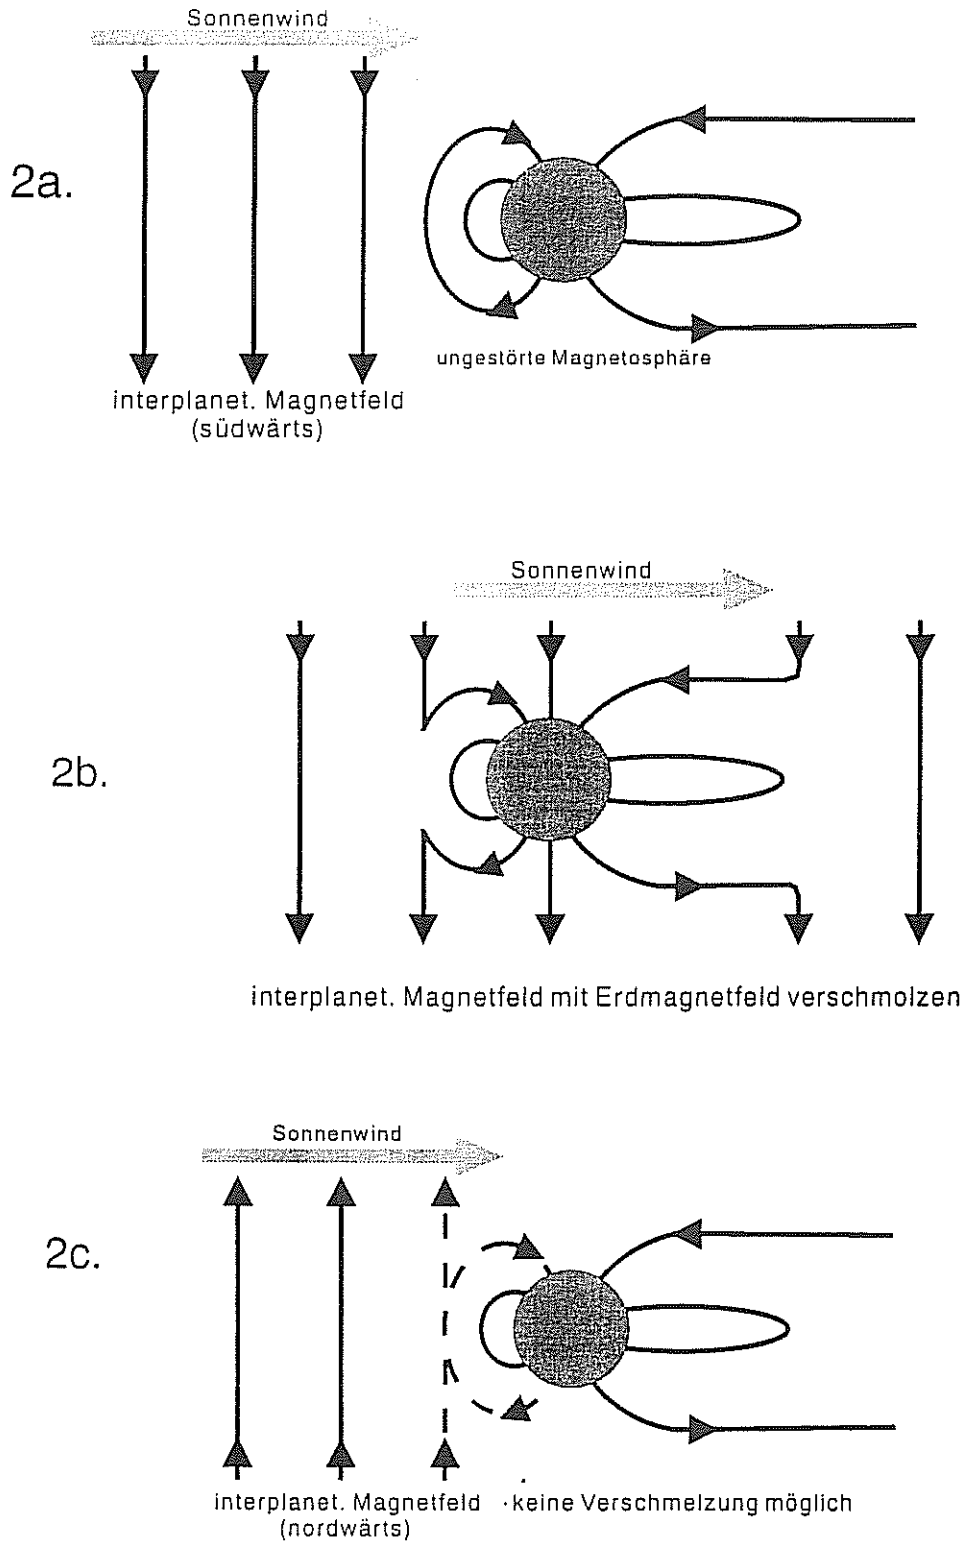 Sonnenwind
2a.
ungestörte Magnetosphäre
interplanet. Magnetfeld
(südwärts)
Sonnenwind
2b.
interplanet. Magnetfeld mit Erdmagnetfeld verschmolzen
Sonnenwind
2c.
interplanet. Magnetfeld
(nordwärts)
keine Verschmelzung möglich